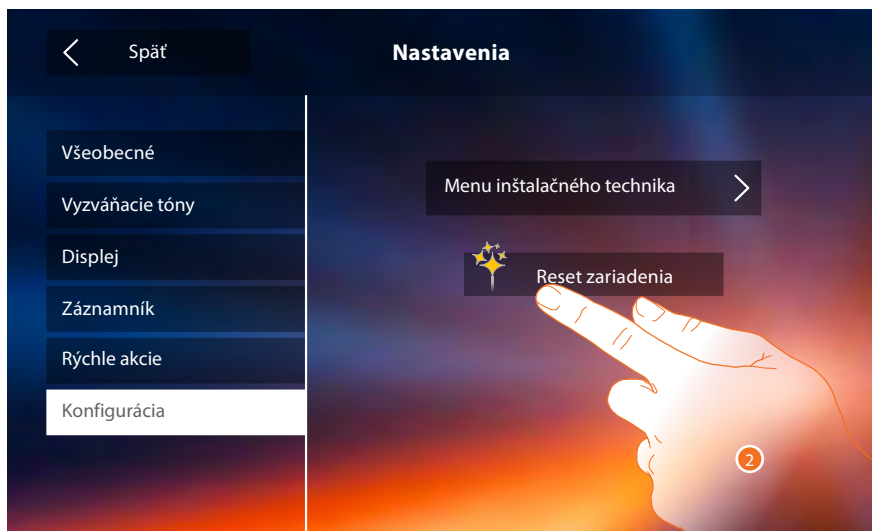 Späť
Nastavenia
Všeobecné
Vyzváňacie tóny
Displej
Záznamník
Rýchle akcie
Konfigurácia
Menu inštalačného technika
Reset zariadenia
2